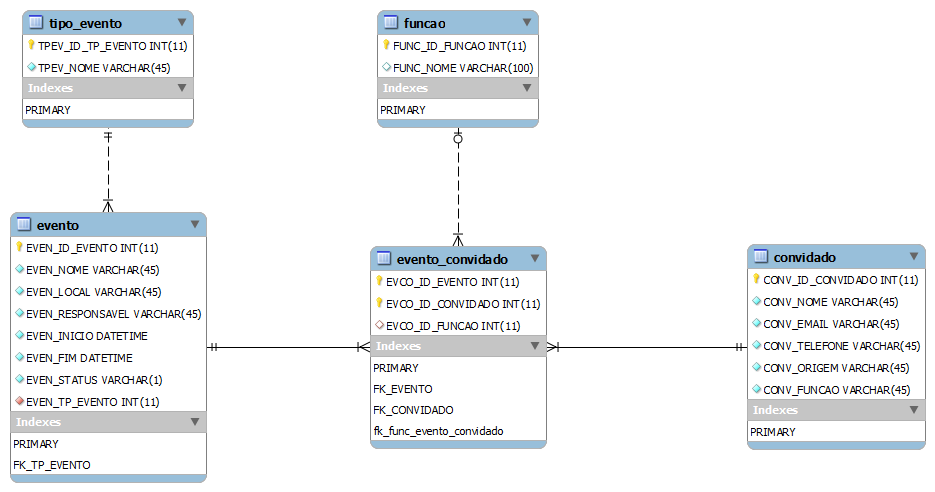 tipo_evento
TPEV_ID_TP_EVENTO INT(11)
TPEV_NOME VARCHAR(45)
Indexes
PRIMARY
funcao
FUNC_ID_FUNCAO INT(11)
FUNC_NOME VARCHAR(100)
Indexes
PRIMARY
evento
EVEN_ID_EVENTO INT(11)
EVEN_NOME VARCHAR(45)
EVEN_LOCAL VARCHAR(45)
EVEN_RESPONSAVEL VARCHAR(45)
EVEN_INICIO DATETIME
EVEN_FIM DATETIME
EVEN_STATUS VARCHAR(1)
EVEN_TP_EVENTO INT(11)
Indexes
PRIMARY
FK_TP_EVENTO
evento_convidado
EVCO_ID_EVENTO INT(11)
EVCO_ID_CONVIDADO INT(11)
EVCO_ID_FUNCAO INT(11)
Indexes
PRIMARY
FK_EVENTO
FK_CONVIDADO
fk_func_evento_convidado
convidado
CONV_ID_CONVIDADO INT(11)
CONV_NOME VARCHAR(45)
CONV_EMAIL VARCHAR(45)
CONV_TELEFONE VARCHAR(45)
CONV_ORIGEM VARCHAR(45)
CONV_FUNCAO VARCHAR(45)
Indexes
PRIMARY